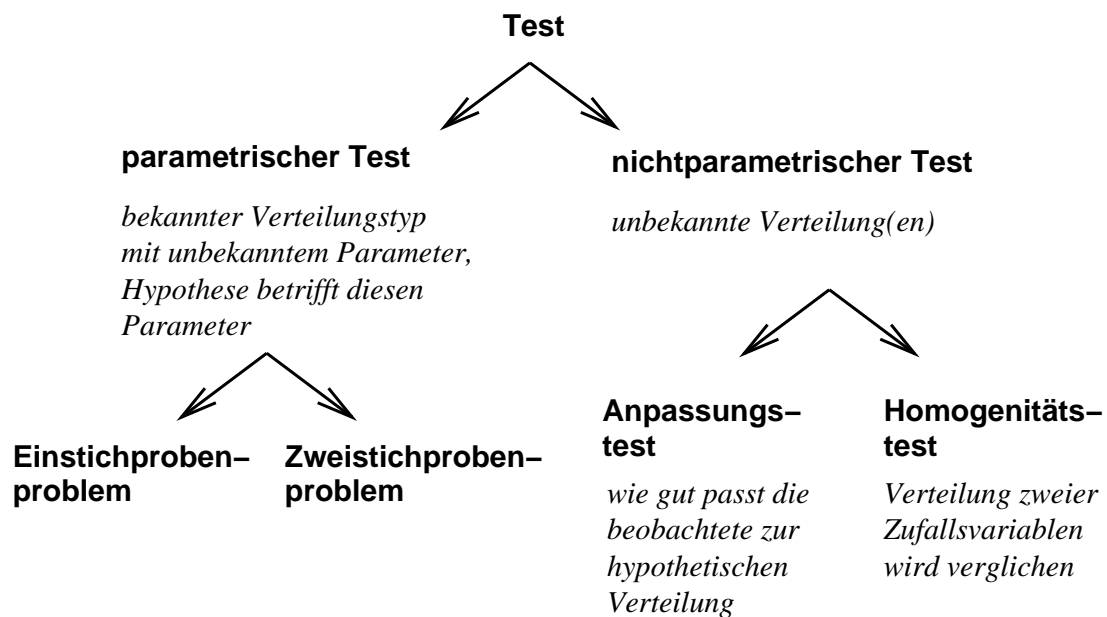 Test
parametrischer Test
bekannter Verteilungstyp
mit unbekanntem Parameter,
Hypothese betrifft diesen
Parameter
nichtparametrischer Test
unbekannte Verteilung(en)
Einstichproben–
problem
Zweistichproben–
problem
Anpassungs–
test
wie gut passt die
beobachtete zur
hypothetischen
Verteilung
Homogenitäts–
test
Verteilung zweier
Zufallsvariablen
wird verglichen